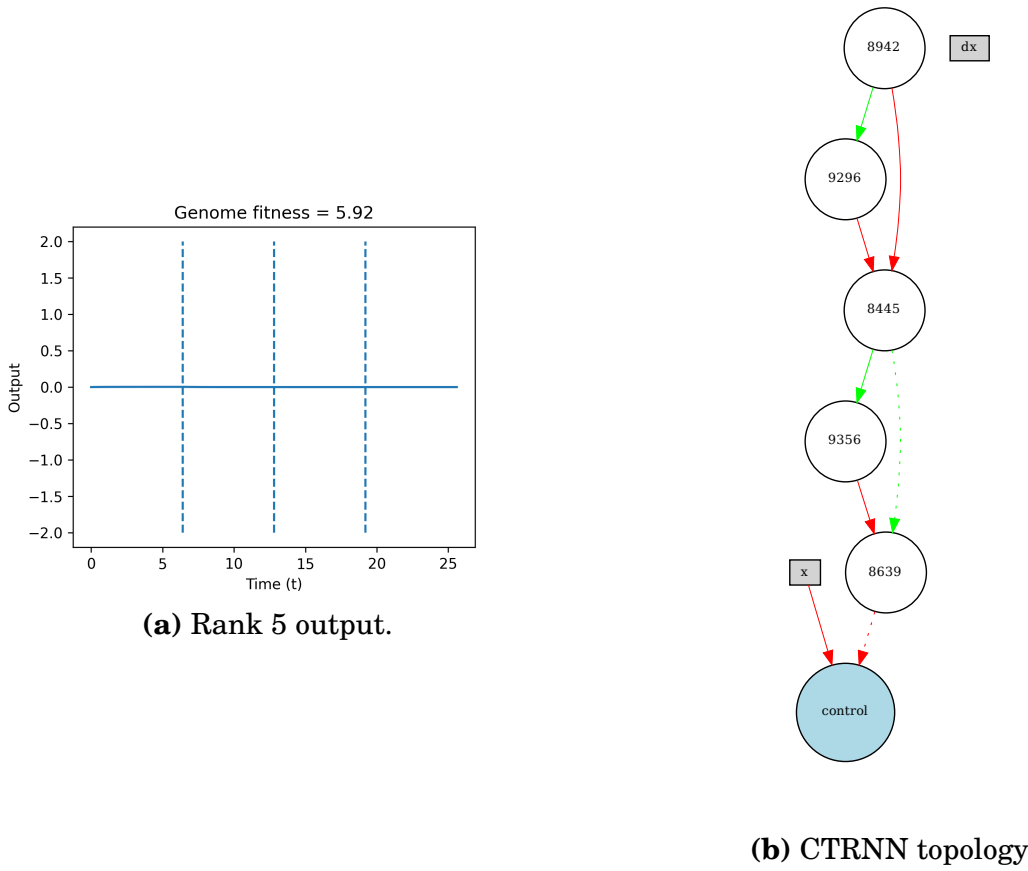 Genome fitness = 5.92
2.0
1.5
1.0
0.5
0.0
−0.5
−1.0
−1.5
−2.0
Output
0 5 10 15 20 25
Time (t)
(a) Rank 5 output.
8942
dx
9296
8445
9356
x
8639
control
(b) CTRNN topology